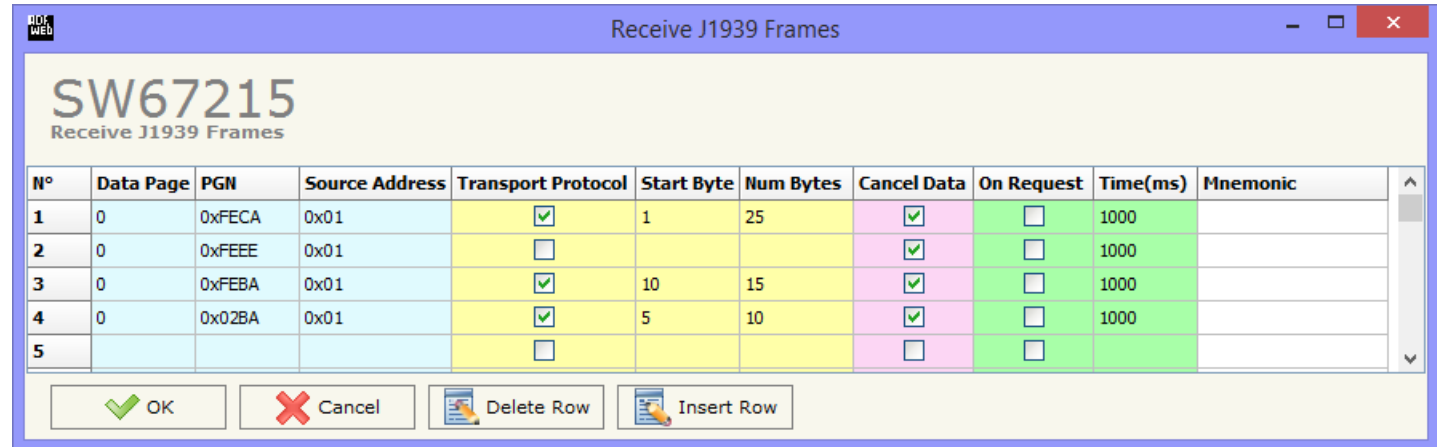 ADF
WEB
Receive J1939 Frames
SW67215
Receive J1939 Frames
N° Data Page PGN Source Address Transport Protocol Start Byte Num Bytes Cancel Data On Request Time(ms) Mnemonic
1 0 0xFECA 0x01 1 25 1000
2 0 0xFEEE 0x01 1000
3 0 0xFEBA 0x01 10 15 1000
4 0 0x02BA 0x01 5 10 1000
5
OK Cancel Delete Row Insert Row